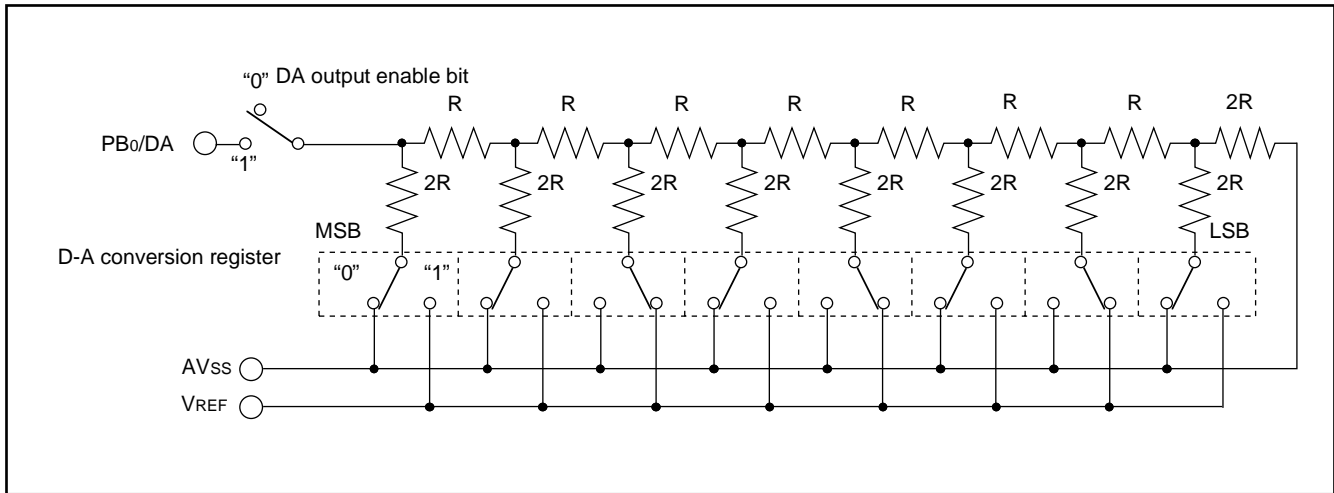 “0” DA output enable bit
R R R R R R R 2R
PB0/DA
“1”
2R 2R 2R 2R 2R 2R 2R 2R
MSB LSB
D-A conversion register
“0” “1”
AVSS
VREF